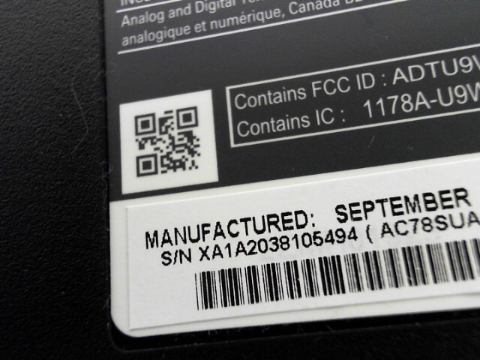 Analog and Digital Te
analogique et numérique, Canada
Contains FCC ID : ADTU9
Contains IC : 1178A-U9W
MANUFACTURED: SEPTEMBER
S/N XA1A2038105494 ( AC78SUA